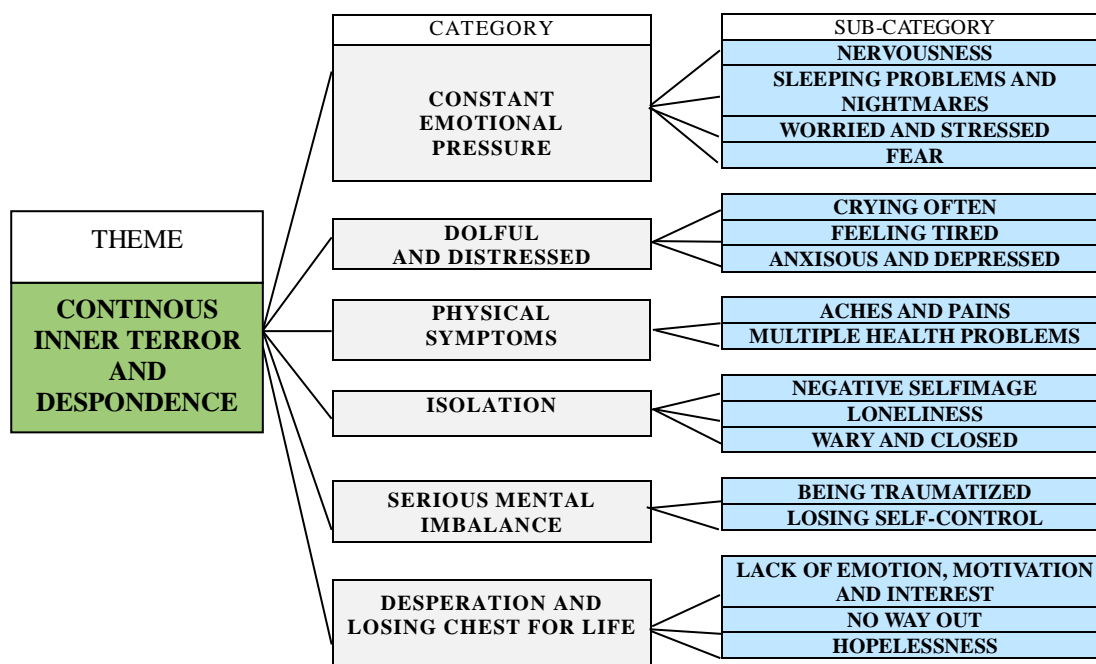 CATEGORY
SUB-CATEGORY
CONSTANT
EMOTIONAL
PRESSURE
NERVOUSNESS
SLEEPING PROBLEMS AND
NIGHTMARES
WORRIED AND STRESSED
FEAR
THEME
CONTINOUS
INNER TERROR
AND
DESPONDENCE
DOLFUL
AND DISTRESSED
CRYING OFTEN
FEELING TIRED
ANXISOUS AND DEPRESSED
PHYSICAL
SYMPTOMS
ACHES AND PAINS
MULTIPLE HEALTH PROBLEMS
ISOLATION
NEGATIVE SELFIMAGE
LONELINESS
WARY AND CLOSED
SERIOUS MENTAL
IMBALANCE
BEING TRAUMATIZED
LOSING SELF-CONTROL
DESPERATION AND
LOSING CHEST FOR LIFE
LACK OF EMOTION, MOTIVATION
AND INTEREST
NO WAY OUT
HOPELESSNESS